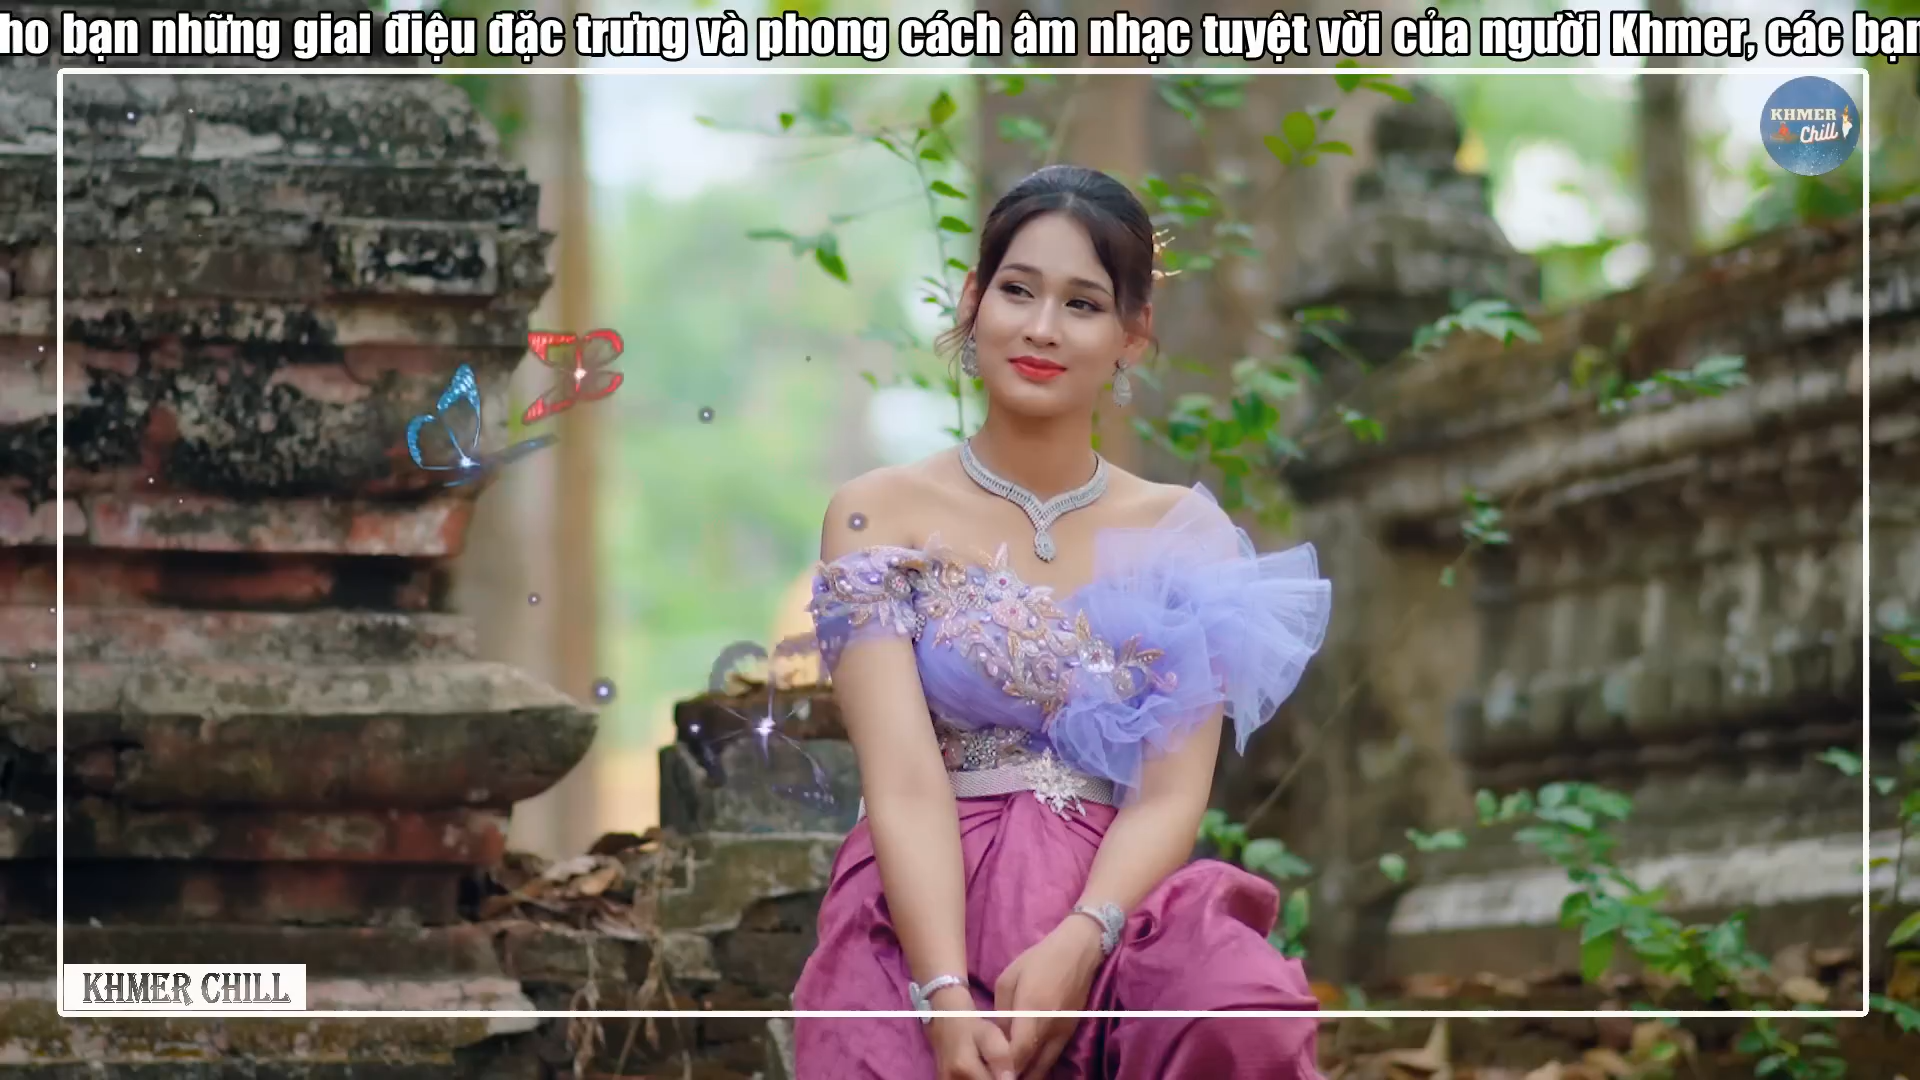 ho bạn những giai điệu đặc trưng và phong cách âm nhạc tuyệt vời của người Khmer, các bạn
KHMER
Chill
KHMER CHILL